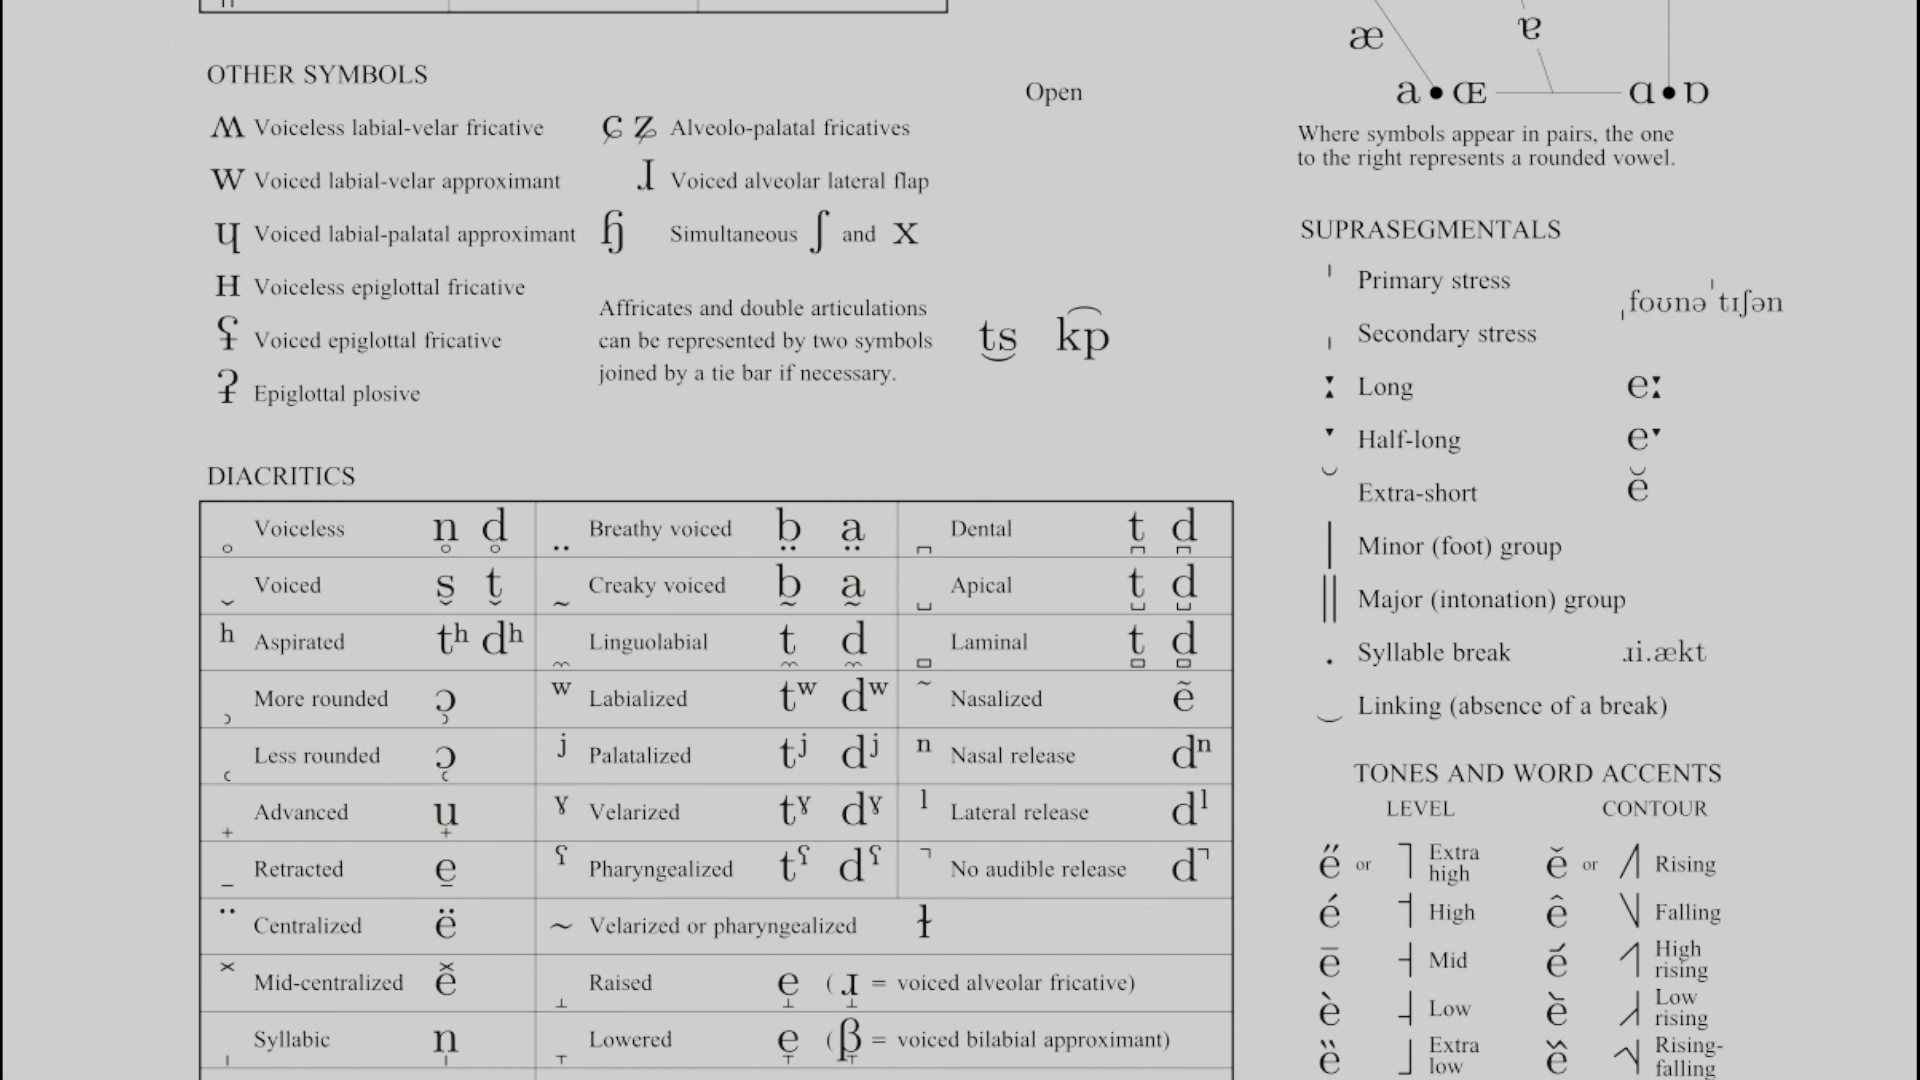 æ ɐ
a • ɶ ɑ • ɒ
Open
Where symbols appear in pairs, the one
to the right represents a rounded vowel.
OTHER SYMBOLS
ʍ Voiceless labial-velar fricative
w Voiced labial-velar approximant
ɥ Voiced labial-palatal approximant
ʜ Voiceless epiglottal fricative
ʢ Voiced epiglottal fricative
ʡ Epiglottal plosive
ɕ ʑ Alveolo-palatal fricatives
ɺ Voiced alveolar lateral flap
ɧ Simultaneous ʃ and x
Affricates and double articulations
can be represented by two symbols
joined by a tie bar if necessary.
t͜s k͡p
DIACRITICS
̥ Voiceless n̥ d̥ ̤ Breathy voiced b̤ a̤ ̪ Dental t̪ d̪
̬ Voiced s̬ t̬ ̰ Creaky voiced b̰ a̰ ̺ Apical t̺ d̺
ʰ Aspirated tʰ dʰ ̼ Linguolabial t̼ d̼ ̻ Laminal t̻ d̻
̹ More rounded ɔ̹ ʷ Labialized tʷ dʷ ̃ Nasalized ẽ
̜ Less rounded ɔ̜ ʲ Palatalized tʲ dʲ ⁿ Nasal release dⁿ
̟ Advanced u̟ ˠ Velarized tˠ dˠ ˡ Lateral release dˡ
̠ Retracted e̠ ˤ Pharyngealized tˤ dˤ ̚ No audible release d̚
̈ Centralized ë ~ Velarized or pharyngealized ɫ
̽ Mid-centralized e̽ ̝ Raised e̝ (ɹ̝ = voiced alveolar fricative)
̩ Syllabic n̩ ̞ Lowered e̞ (β̞ = voiced bilabial approximant)
SUPRASEGMENTALS
ˈ Primary stress ˌfoʊnəˈtɪʃən
ˌ Secondary stress
ː Long eː
ˑ Half-long eˑ
̆ Extra-short ĕ
| Minor (foot) group
‖ Major (intonation) group
. Syllable break ɹi.ækt
‿ Linking (absence of a break)
TONES AND WORD ACCENTS
LEVEL CONTOUR
e̋ or ˥ Extra high ě or ˩˥ Rising
é ˦ High ê ˥˩ Falling
ē ˧ Mid e᷄ ˦˥ High rising
è ˨ Low e᷅ ˩˨ Low rising
ȅ ˩ Extra low e᷈ ˧˦˧ Rising-falling